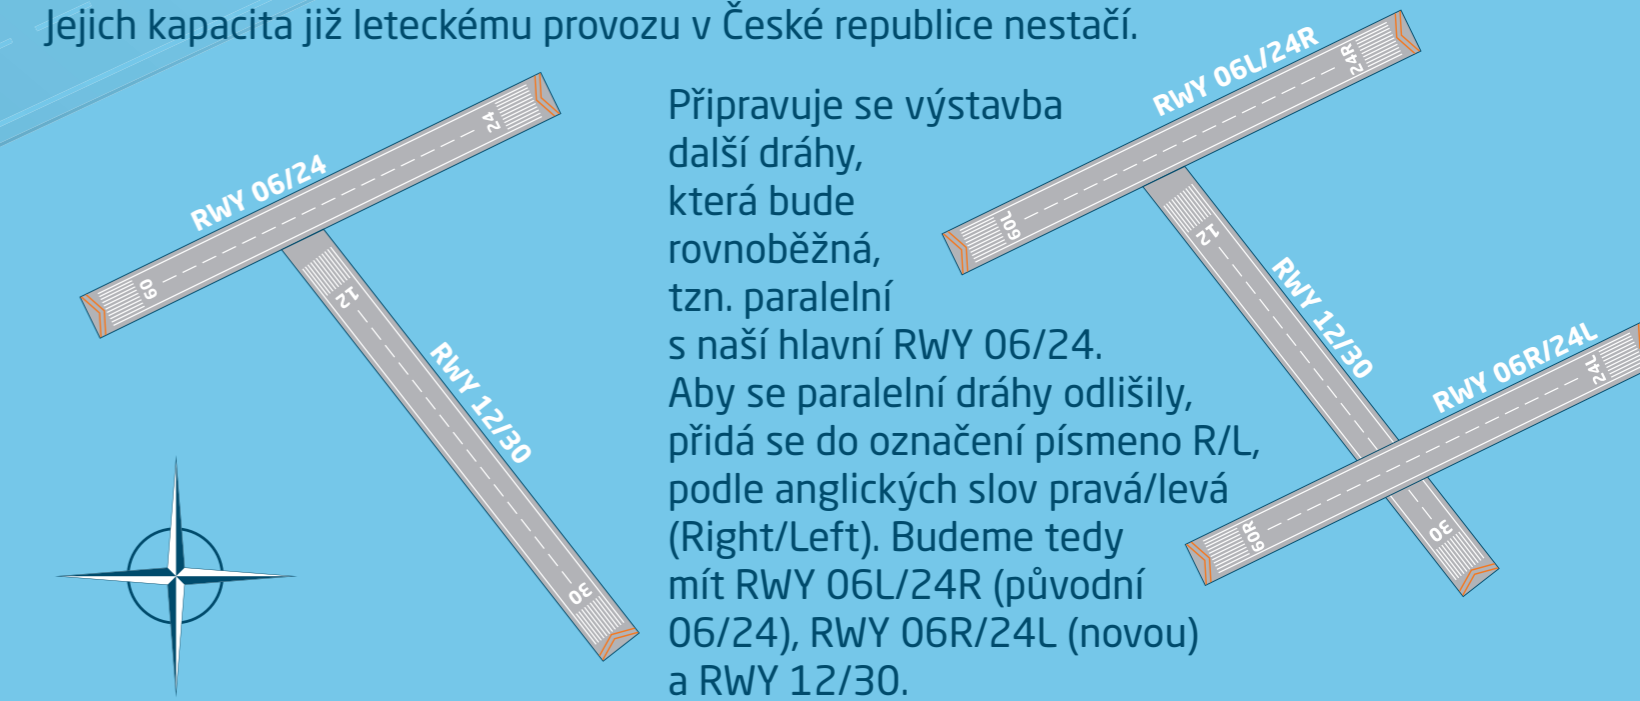 Jejich kapacita již leteckému provozu v České republice nestačí.
RWY 06/24
06
24
RWY 12/30
12
30
Připravuje se výstavba
další dráhy,
která bude
rovnoběžná,
tzn. paralelní
s naší hlavní RWY 06/24.
Aby se paralelní dráhy odlišily,
přidá se do označení písmeno R/L,
podle anglických slov pravá/levá
(Right/Left). Budeme tedy
mít RWY 06L/24R (původní
06/24), RWY 06R/24L (novou)
a RWY 12/30.
RWY 06L/24R
06L
24R
RWY 12/30
12
30
RWY 06R/24L
06R
24L